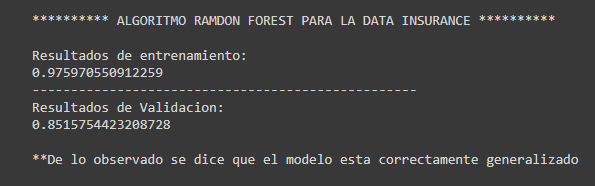 ********** ALGORITMO RAMDON FOREST PARA LA DATA INSURANCE **********
Resultados de entrenamiento:
0.975970550912259
--------------------------------------------------
Resultados de Validacion:
0.8515754423208728
**De lo observado se dice que el modelo esta correctamente generalizado